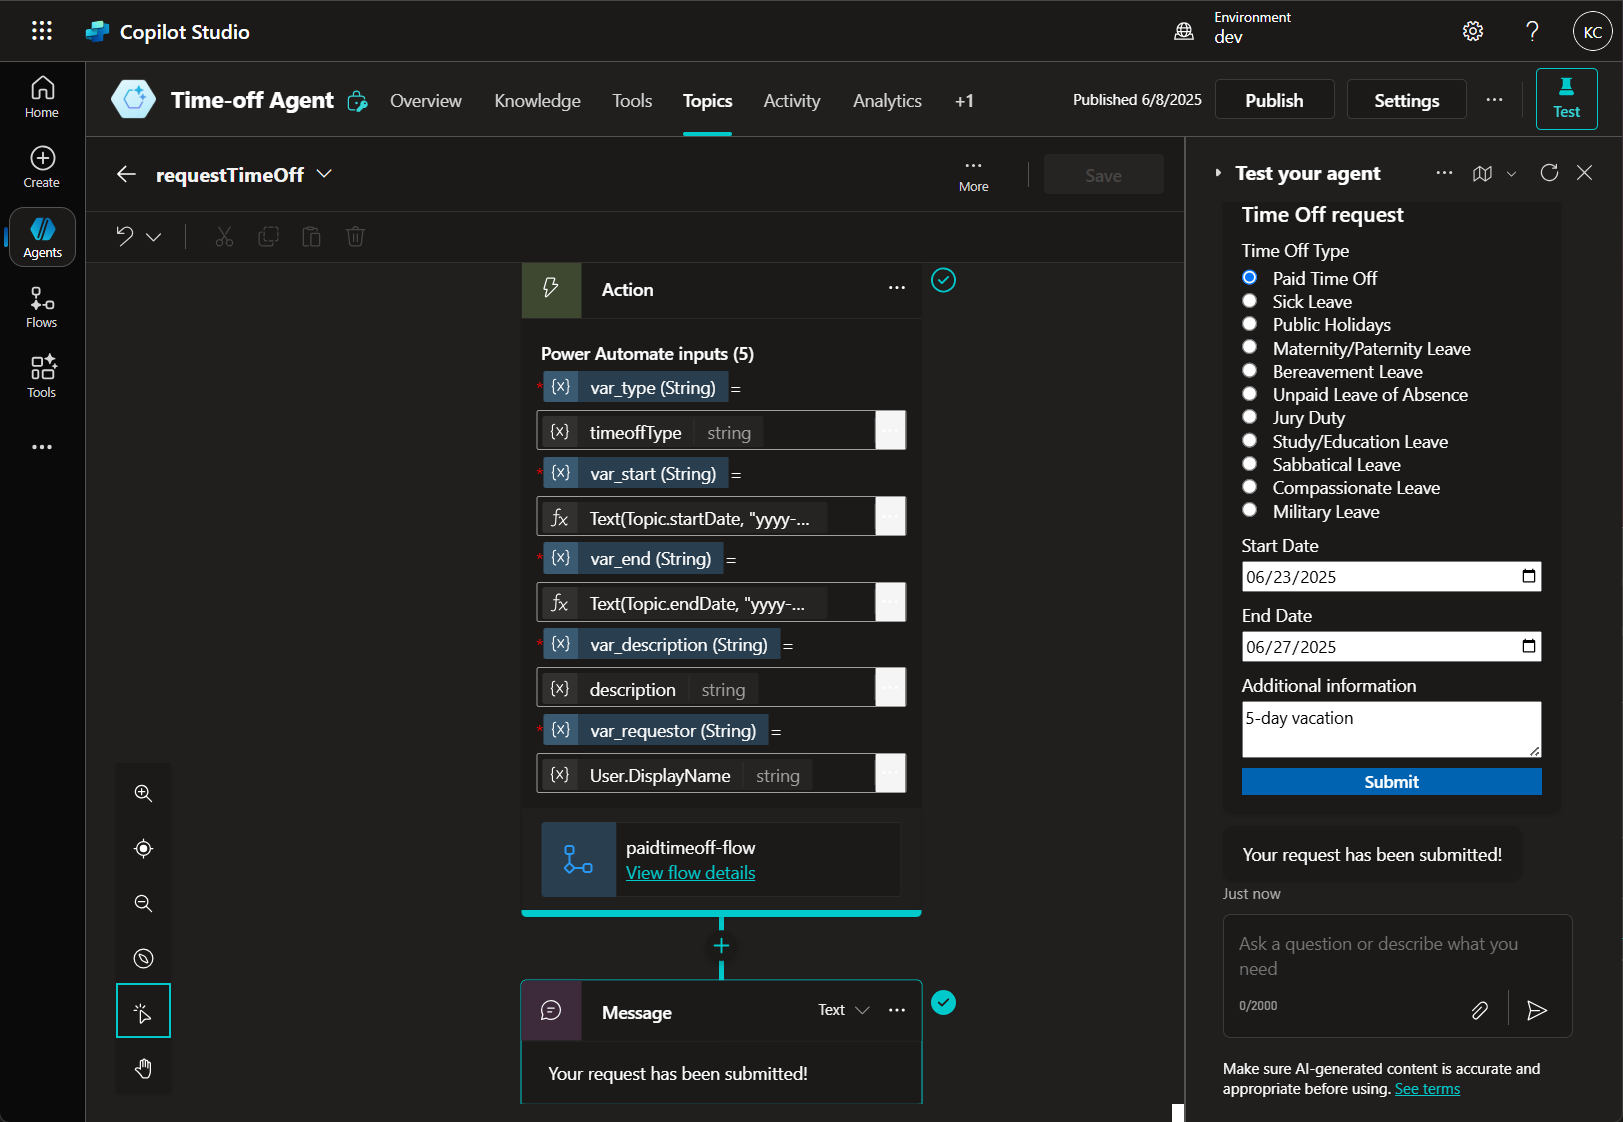 Copilot Studio
Environment
dev
KC
Home
Create
Agents
Flows
Tools
Time-off Agent
Overview
Knowledge
Tools
Topics
Activity
Analytics
+1
Published 6/8/2025
Publish
Settings
Test
requestTimeOff
More
Save
Action
Power Automate inputs (5)
* {x} var_type (String) =
{x} timeoffType string
* {x} var_start (String) =
fx Text(Topic.startDate, "yyyy-...
* {x} var_end (String) =
fx Text(Topic.endDate, "yyyy-...
* {x} var_description (String) =
{x} description string
* {x} var_requestor (String) =
{x} User.DisplayName string
paidtimeoff-flow
View flow details
Message
Text
Your request has been submitted!
Test your agent
Time Off request
Time Off Type
Paid Time Off
Sick Leave
Public Holidays
Maternity/Paternity Leave
Bereavement Leave
Unpaid Leave of Absence
Jury Duty
Study/Education Leave
Sabbatical Leave
Compassionate Leave
Military Leave
Start Date
06/23/2025
End Date
06/27/2025
Additional information
5-day vacation
Submit
Your request has been submitted!
Just now
Ask a question or describe what you
need
0/2000
Make sure AI-generated content is accurate and
appropriate before using. See terms